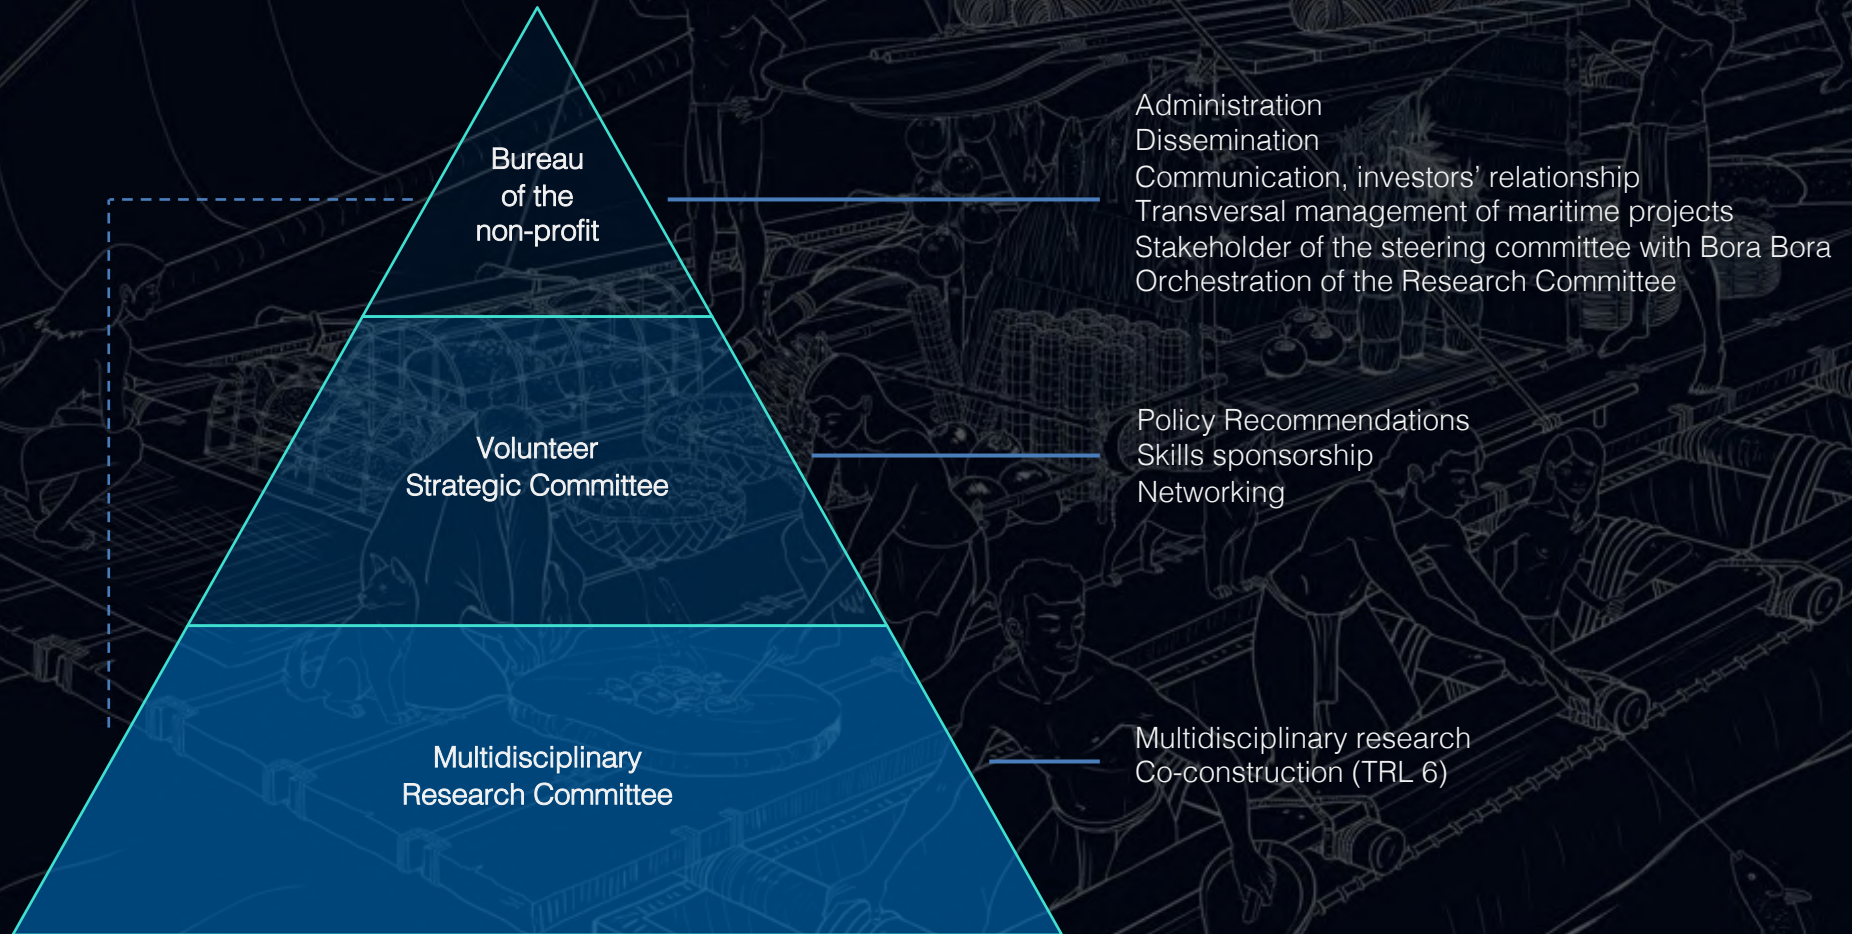 Bureau
of the
non-profit
Administration
Dissemination
Communication, investors’ relationship
Transversal management of maritime projects
Stakeholder of the steering committee with Bora Bora
Orchestration of the Research Committee
Volunteer
Strategic Committee
Policy Recommendations
Skills sponsorship
Networking
Multidisciplinary
Research Committee
Multidisciplinary research
Co-construction (TRL 6)